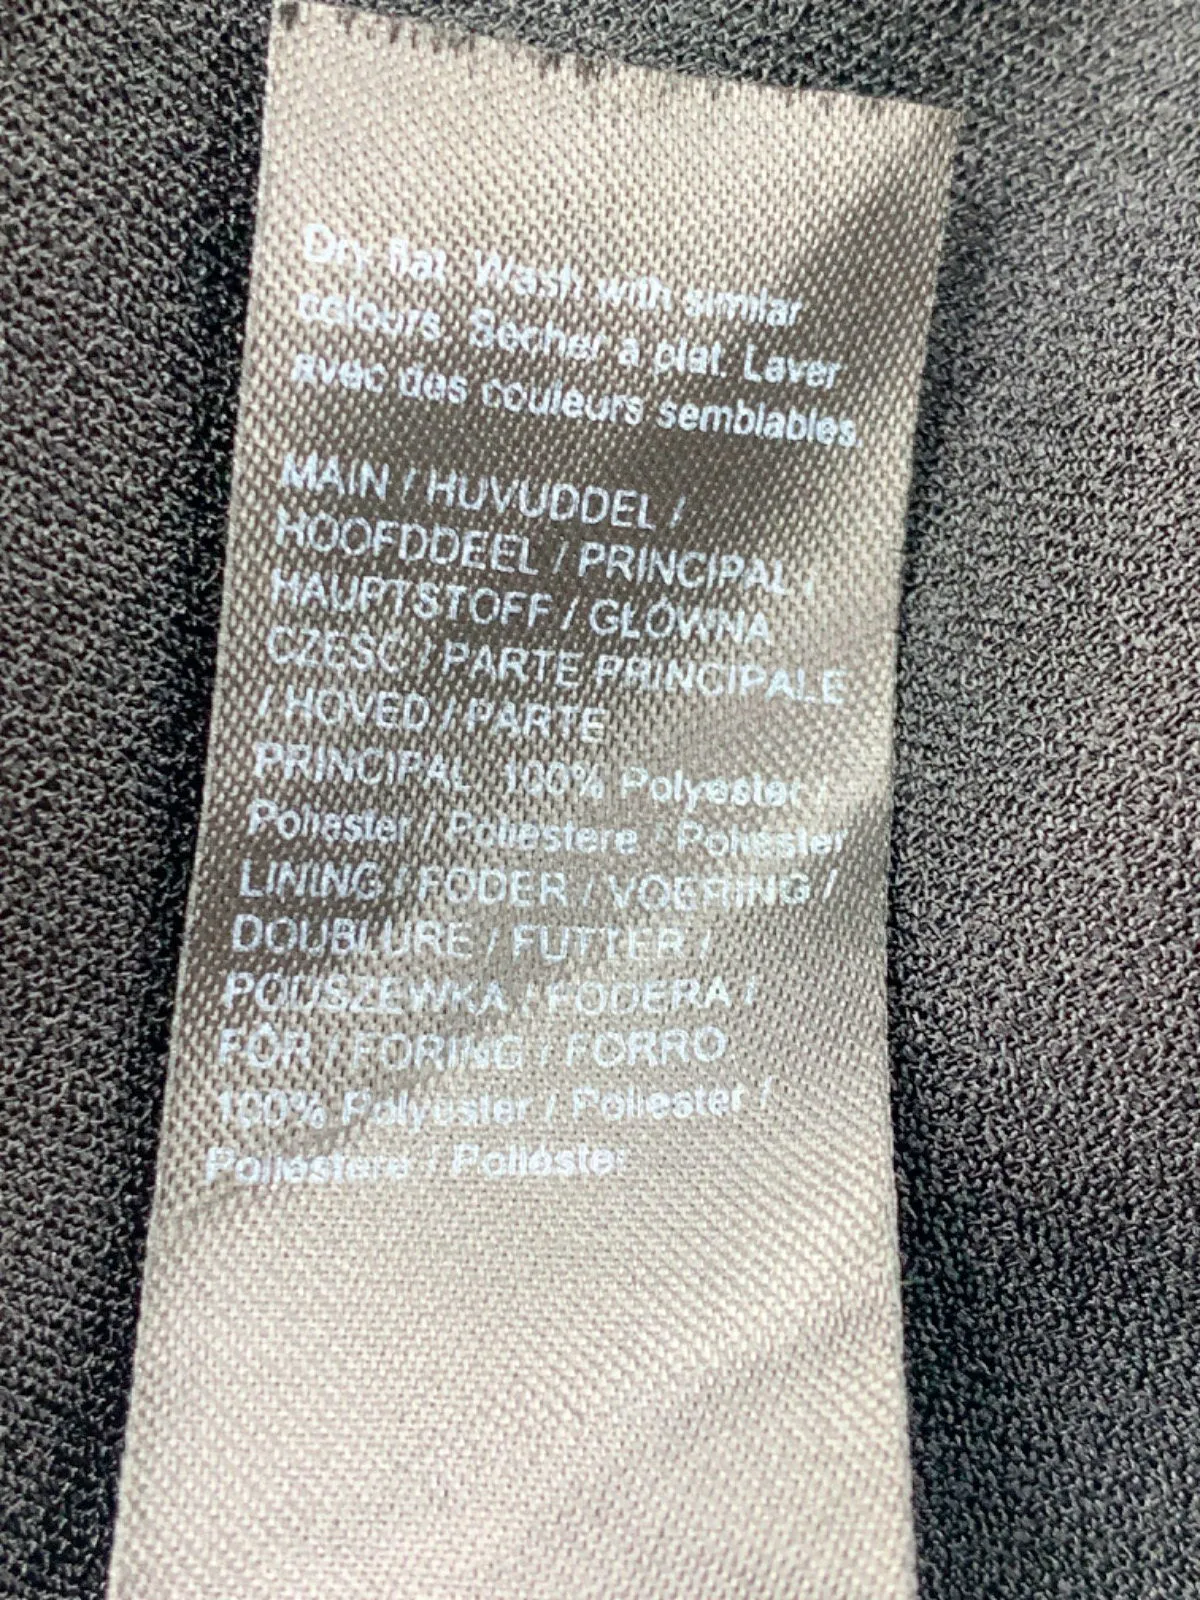 Dry flat. Wash with similar
colours. Sécher à plat. Laver
avec des couleurs semblables
MAIN / HUVUDDEL /
HOOFDDEEL / PRINCIPAL /
HAUPTSTOFF / GŁÓWNA
CZĘŚĆ / PARTE PRINCIPALE
/ HOVED / PARTE
PRINCIPAL 100% Polyester /
Poliester / Poliestere / Poliéster
LINING / FODER / VOERING /
DOUBLURE / FUTTER /
PODSZEWKA / FODERA /
FÔR / FORING / FORRO
100% Polyester / Poliester /
Poliestere / Poliéster